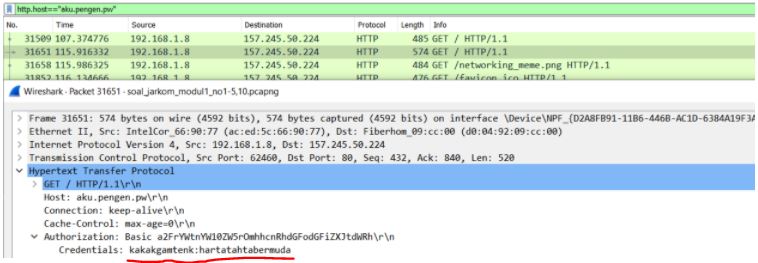 http.host=="aku.pengen.pw"
No. Time Source Destination Protocol Length Info
31509 107.374776 192.168.1.8 157.245.50.224 HTTP 485 GET / HTTP/1.1
31651 115.916332 192.168.1.8 157.245.50.224 HTTP 574 GET / HTTP/1.1
31658 115.986325 192.168.1.8 157.245.50.224 HTTP 484 GET /networking_meme.png HTTP/1.1
31852 116.134666 192.168.1.8 157.245.50.224 HTTP 476 GET /favicon.ico HTTP/1.1
Wireshark · Packet 31651 · soal_jarkom_modul1_no1-5,10.pcapng
Frame 31651: 574 bytes on wire (4592 bits), 574 bytes captured (4592 bits) on interface \Device\NPF_{D2A8FB91-11B6-446B-AC1D-6384A19F3A
Ethernet II, Src: IntelCor_66:90:77 (ac:ed:5c:66:90:77), Dst: Fiberhom_09:cc:00 (d0:04:92:09:cc:00)
Internet Protocol Version 4, Src: 192.168.1.8, Dst: 157.245.50.224
Transmission Control Protocol, Src Port: 62460, Dst Port: 80, Seq: 432, Ack: 840, Len: 520
Hypertext Transfer Protocol
GET / HTTP/1.1\r\n
Host: aku.pengen.pw\r\n
Connection: keep-alive\r\n
Cache-Control: max-age=0\r\n
Authorization: Basic a2FrYWtnYW10ZW5rOmhhcnRhdGFodGFiZXJtdWRh\r\n
Credentials: kakakgamtenk:hartatahtabermuda